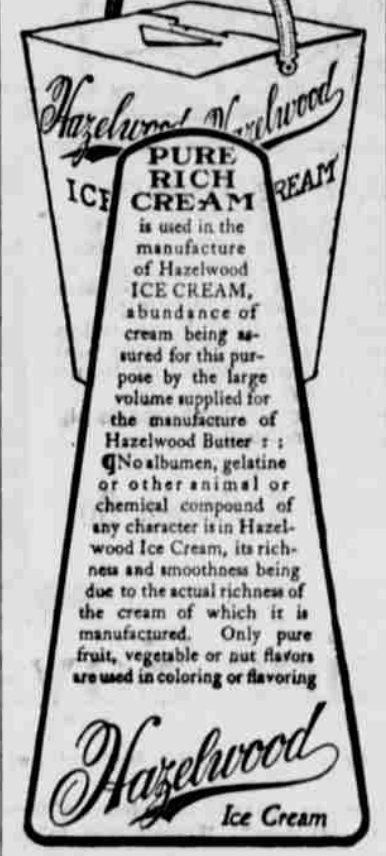 Hazelwood Hazelwood
ICE CREAM
PURE
RICH
CREAM
is used in the
manufacture
of Hazelwood
ICE CREAM,
abundance of
cream being as-
sured for this pur-
pose by the large
volume supplied for
the manufacture of
Hazelwood Butter : :
¶No albumen, gelatine
or other animal or
chemical compound of
any character is in Hazel-
wood Ice Cream, its rich-
ness and smoothness being
due to the actual richness of
the cream of which it is
manufactured. Only pure
fruit, vegetable or nut flavors
are used in coloring or flavoring
Hazelwood
Ice Cream